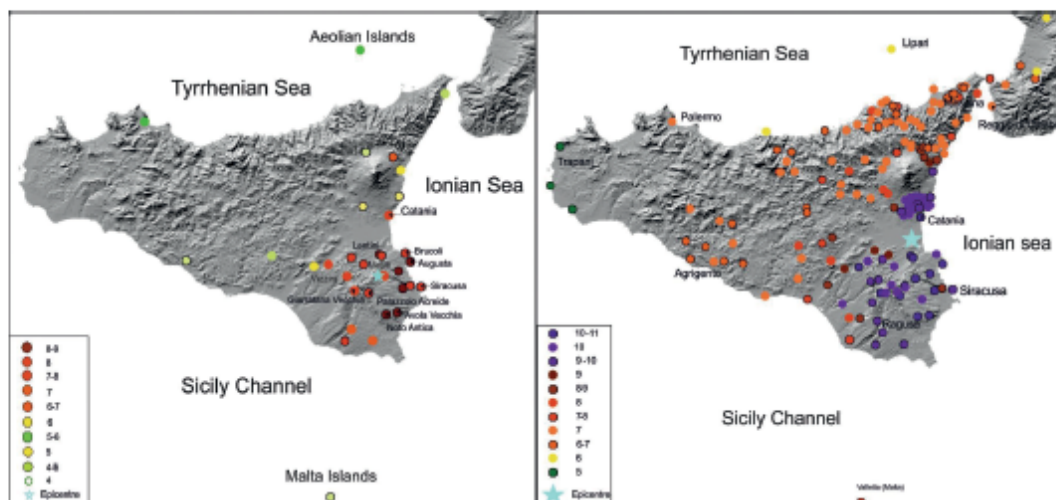 Aeolian Islands
Tyrrhenian Sea
Ionian Sea
Catania
Brucoli
Augusta
Siracusa
Palazzolo Acreide
Avola Vecchia
Noto Antica
8-9
8
7-8
7
6-7
6
5-6
5
4-5
4
Epicentre
Sicily Channel
Malta Islands
Lipari
Tyrrhenian Sea
Palermo
Trapani
Catania
Ionian sea
Agrigento
Siracusa
Ragusa
10-11
10
9-10
9
8-9
8
7-8
7
6-7
6
5
Epicentre
Sicily Channel
Valletta (Malta)